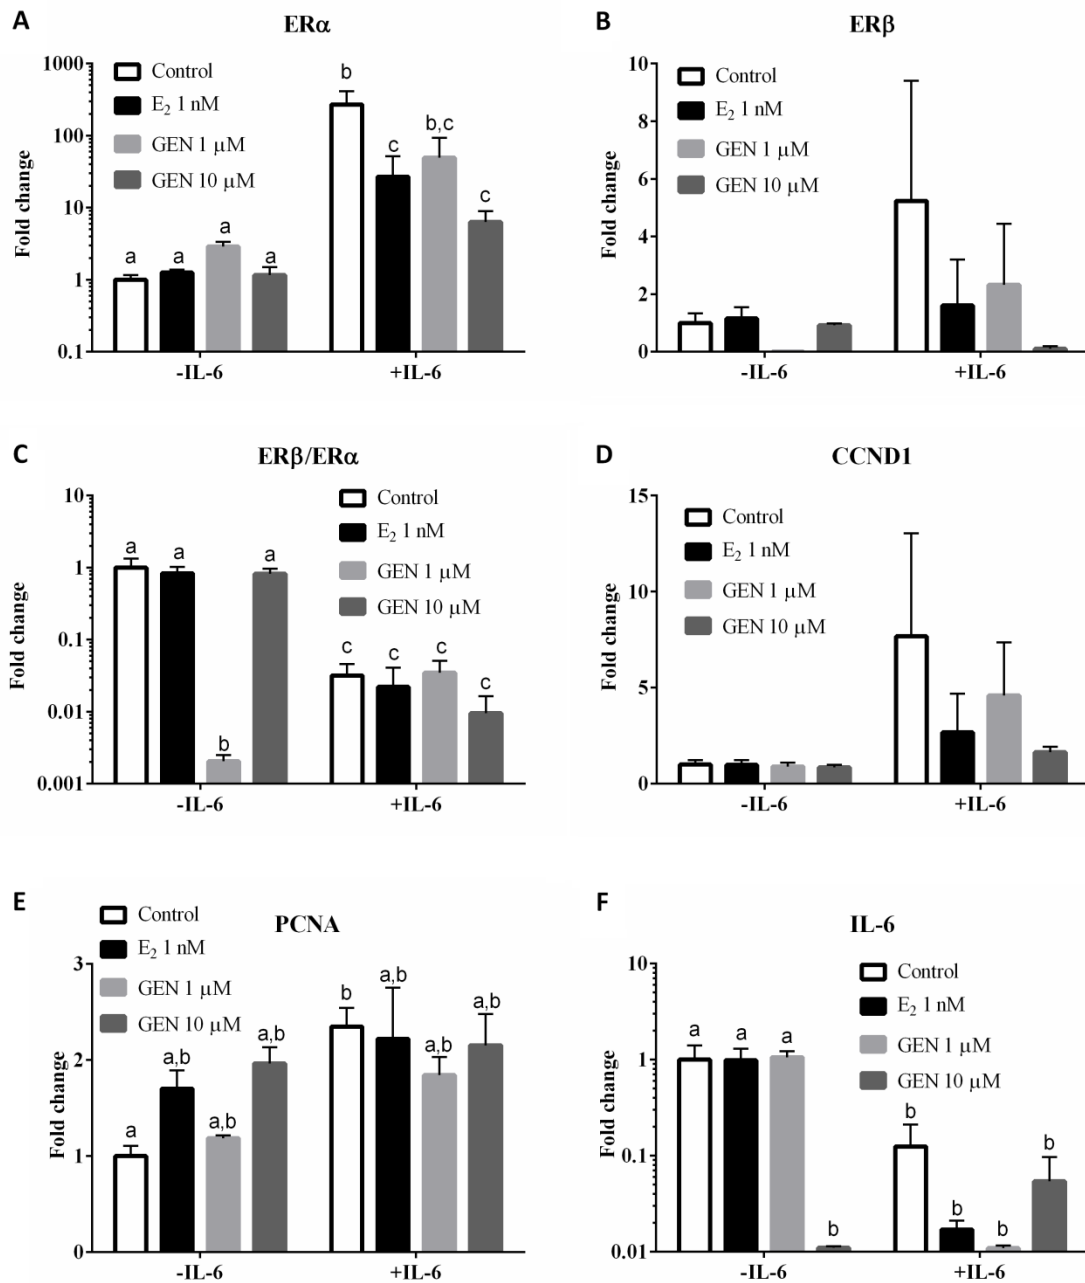 A
ERα
1000
100
10
1
0.1
Fold change
Control
E₂ 1 nM
GEN 1 µM
GEN 10 µM
a
a
a
a
b
c
b,c
c
-IL-6
+IL-6
B
ERβ
10
8
6
4
2
0
Fold change
Control
E₂ 1 nM
GEN 1 µM
GEN 10 µM
-IL-6
+IL-6
C
ERβ/ERα
10
1
0.1
0.01
0.001
Fold change
Control
E₂ 1 nM
GEN 1 µM
GEN 10 µM
a
a
b
a
c
c
c
c
-IL-6
+IL-6
D
CCND1
15
10
5
0
Fold change
Control
E₂ 1 nM
GEN 1 µM
GEN 10 µM
-IL-6
+IL-6
E
PCNA
3
2
1
0
Fold change
Control
E₂ 1 nM
GEN 1 µM
GEN 10 µM
a
a,b
a,b
a,b
b
a,b
a,b
a,b
-IL-6
+IL-6
F
IL-6
10
1
0.1
0.01
Fold change
Control
E₂ 1 nM
GEN 1 µM
GEN 10 µM
a
a
a
b
b
b
b
b
-IL-6
+IL-6